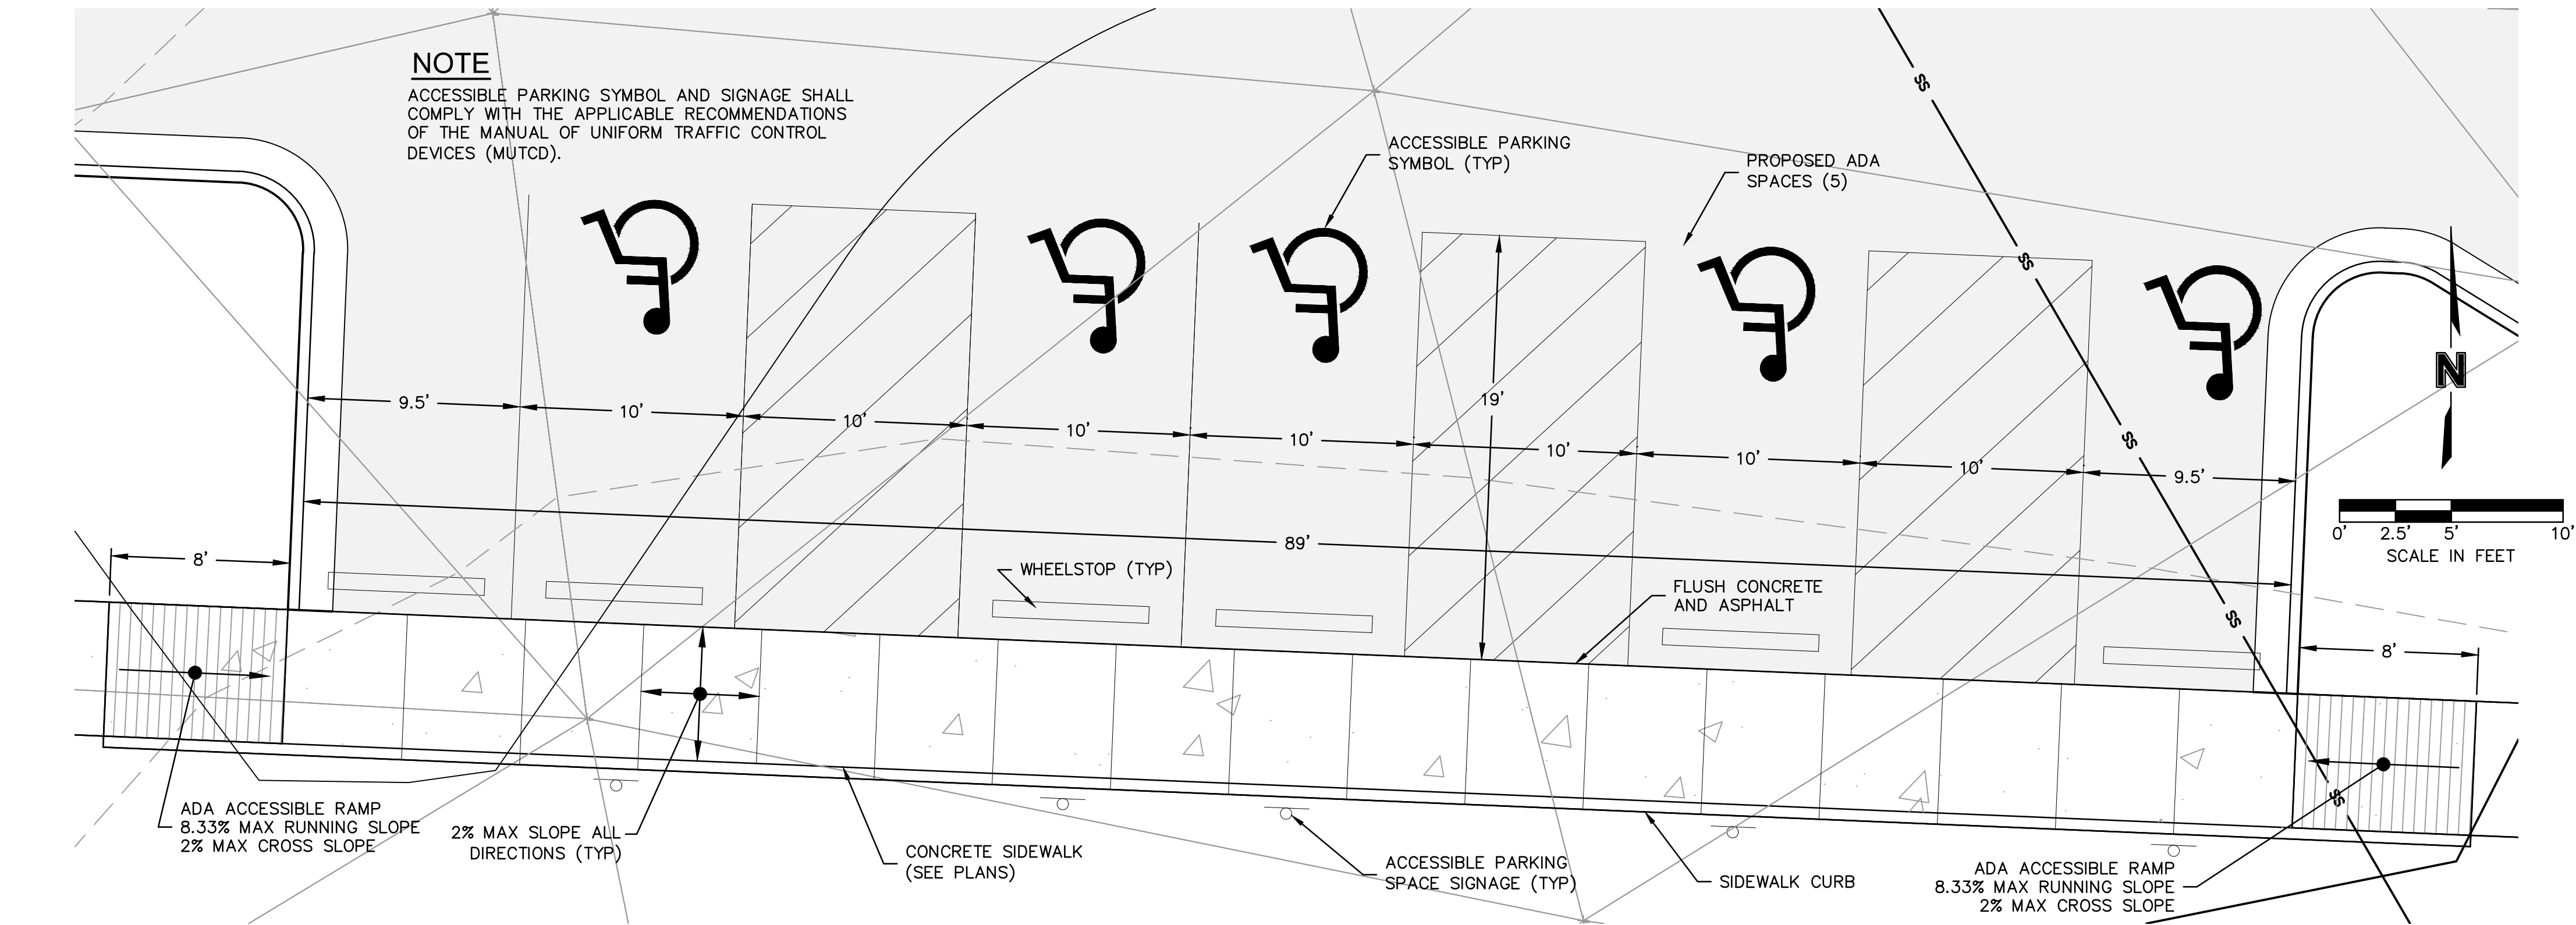 NOTE
ACCESSIBLE PARKING SYMBOL AND SIGNAGE SHALL
COMPLY WITH THE APPLICABLE RECOMMENDATIONS
OF THE MANUAL OF UNIFORM TRAFFIC CONTROL
DEVICES (MUTCD).
ACCESSIBLE PARKING
SYMBOL (TYP)
PROPOSED ADA
SPACES (5)
SS
SS
SS
SS
SS
N
9.5'
10'
10'
10'
10'
10'
10'
10'
9.5'
19'
89'
8'
8'
0' 2.5' 5' 10'
SCALE IN FEET
WHEELSTOP (TYP)
FLUSH CONCRETE
AND ASPHALT
ADA ACCESSIBLE RAMP
8.33% MAX RUNNING SLOPE
2% MAX CROSS SLOPE
2% MAX SLOPE ALL
DIRECTIONS (TYP)
CONCRETE SIDEWALK
(SEE PLANS)
ACCESSIBLE PARKING
SPACE SIGNAGE (TYP)
SIDEWALK CURB
ADA ACCESSIBLE RAMP
8.33% MAX RUNNING SLOPE
2% MAX CROSS SLOPE